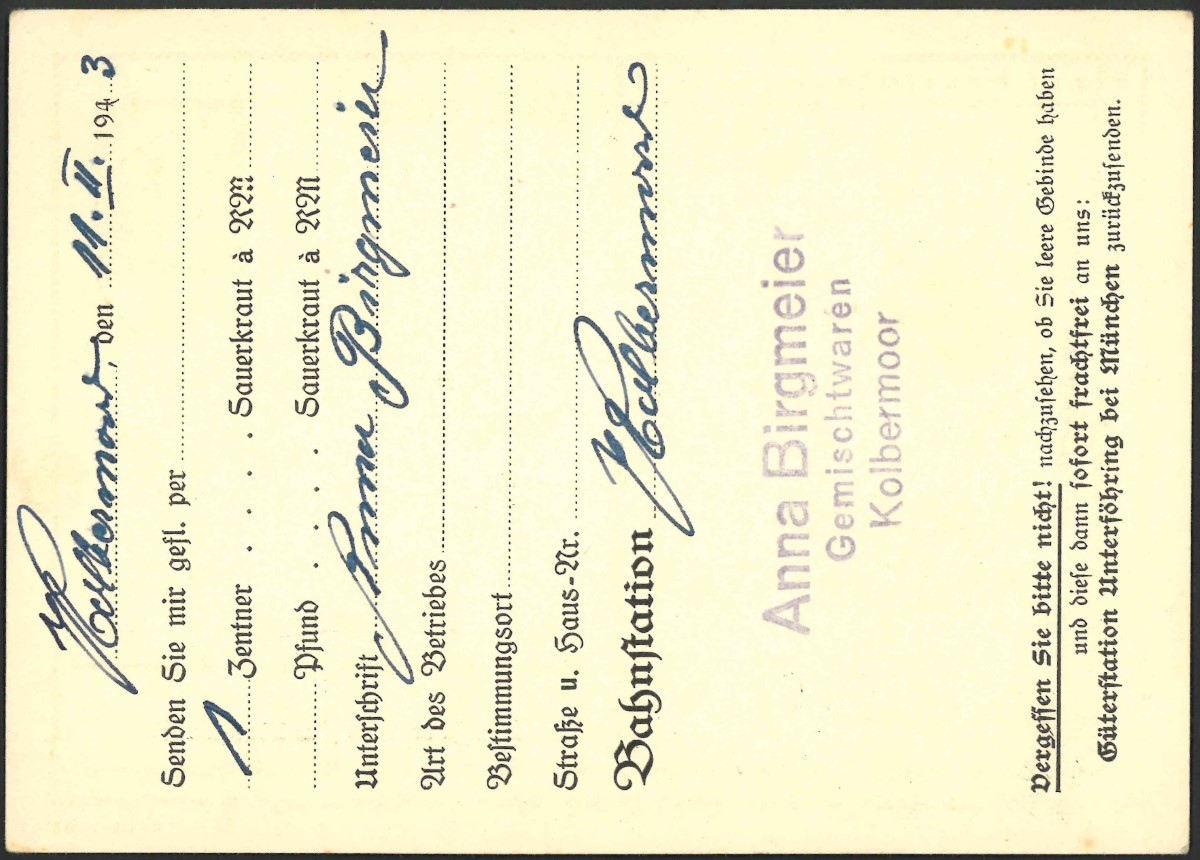 Kolbermoor, den 11. II. 194 3
Senden Sie mir gefl. per
1 Zentner . . . . Sauerkraut à RM
Pfund . . . . Sauerkraut à RM
Unterschrift Anna Birgmeier
Art des Betriebes
Bestimmungsort
Straße u. Haus-Nr.
Bahnstation Kolbermoor
Anna Birgmeier
Gemischtwaren
Kolbermoor
Vergessen Sie bitte nicht! nachzusehen, ob Sie leere Gebinde haben
und diese dann sofort frachtfrei an uns:
Güterstation Unterföhring bei München zurückzusenden.